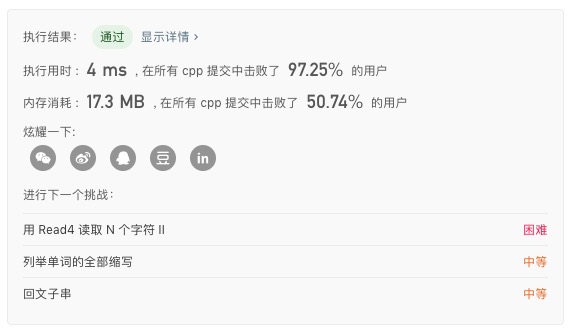 执行结果： 通过 显示详情 ›
执行用时：4 ms , 在所有 cpp 提交中击败了 97.25% 的用户
内存消耗：17.3 MB , 在所有 cpp 提交中击败了 50.74% 的用户
炫耀一下:
豆 in
进行下一个挑战：
用 Read4 读取 N 个字符 II 困难
列举单词的全部缩写 中等
回文子串 中等